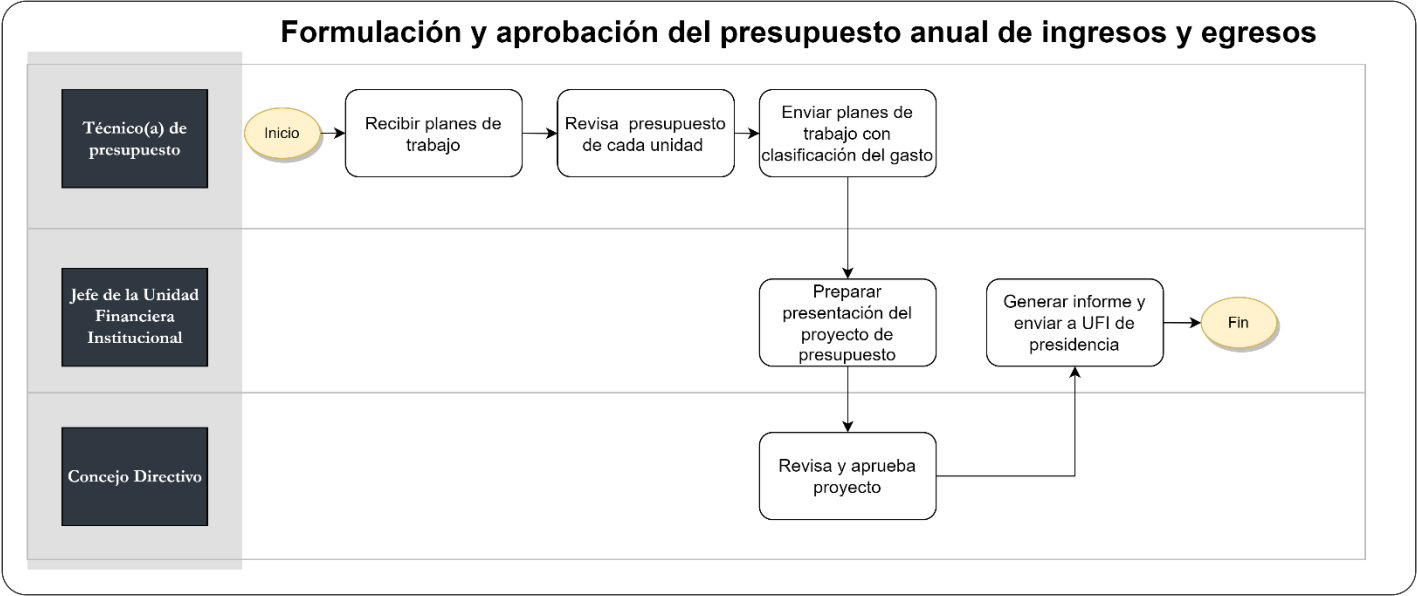 Formulación y aprobación del presupuesto anual de ingresos y egresos
Técnico(a) de
presupuesto
Inicio
Recibir planes de
trabajo
Revisa presupuesto
de cada unidad
Enviar planes de
trabajo con
clasificación del gasto
Jefe de la Unidad
Financiera
Institucional
Preparar
presentación del
proyecto de
presupuesto
Generar informe y
enviar a UFI de
presidencia
Fin
Concejo Directivo
Revisa y aprueba
proyecto